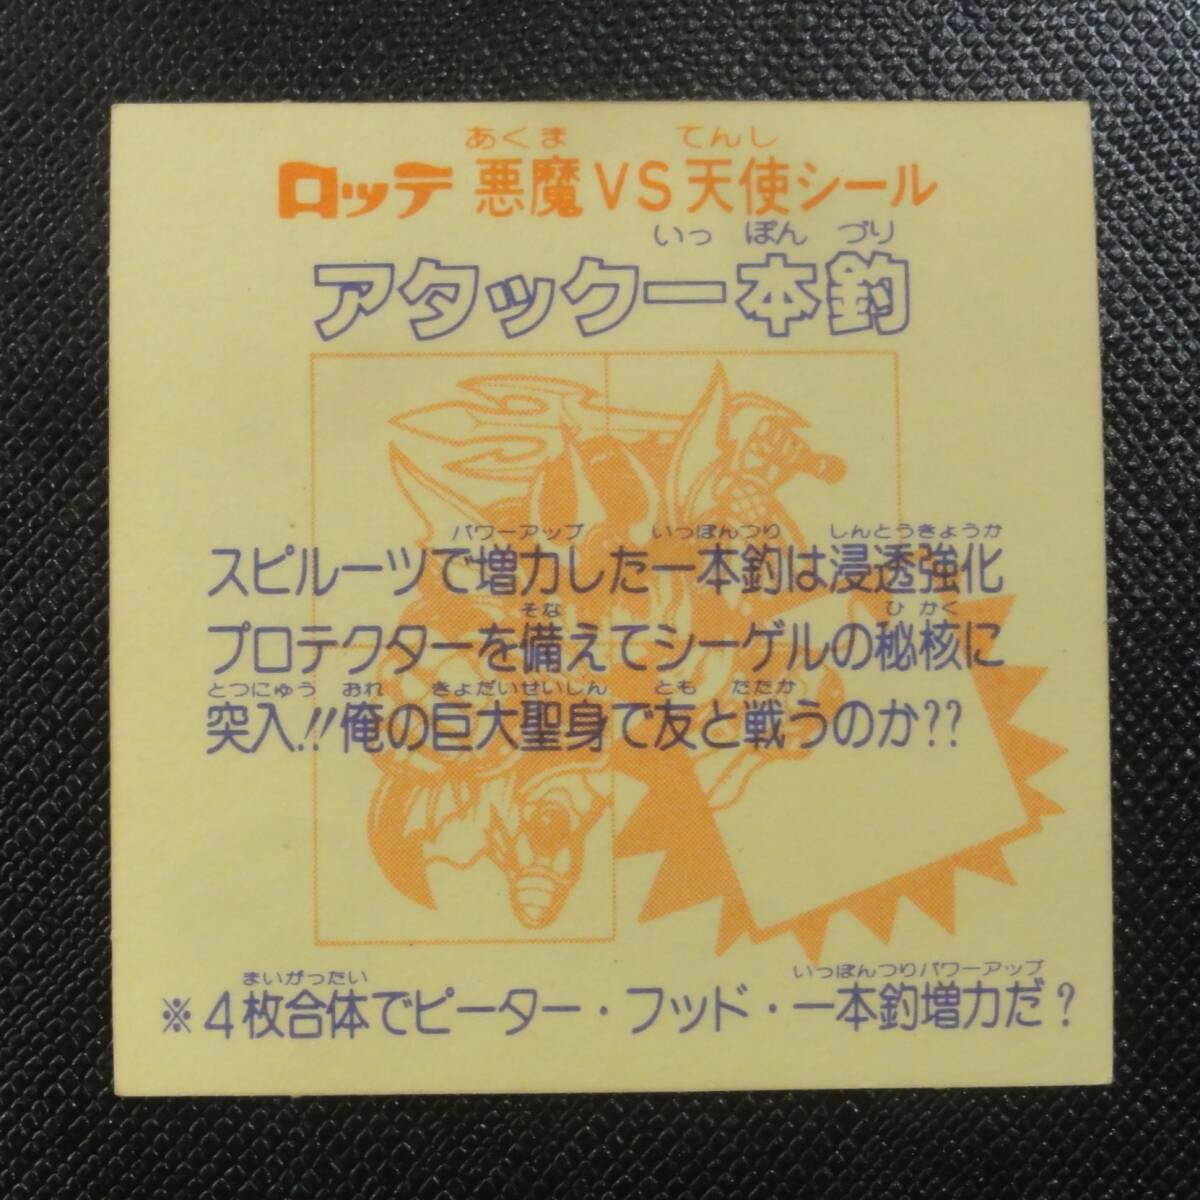 あくま てんし
ロッテ 悪魔VS天使シール
いっ ぽん づり
アタック一本釣
パワーアップ いっぽんつり しんとうきょうか
スピルーツで増力した一本釣は浸透強化
そな ひ かく
プロテクターを備えてシーゲルの秘核に
とつにゅう おれ きょだいせいしん とも たたか
突入!!俺の巨大聖身で友と戦うのか??
まいがったい いっぽんつりパワーアップ
※4枚合体でピーター・フッド・一本釣増力だ?